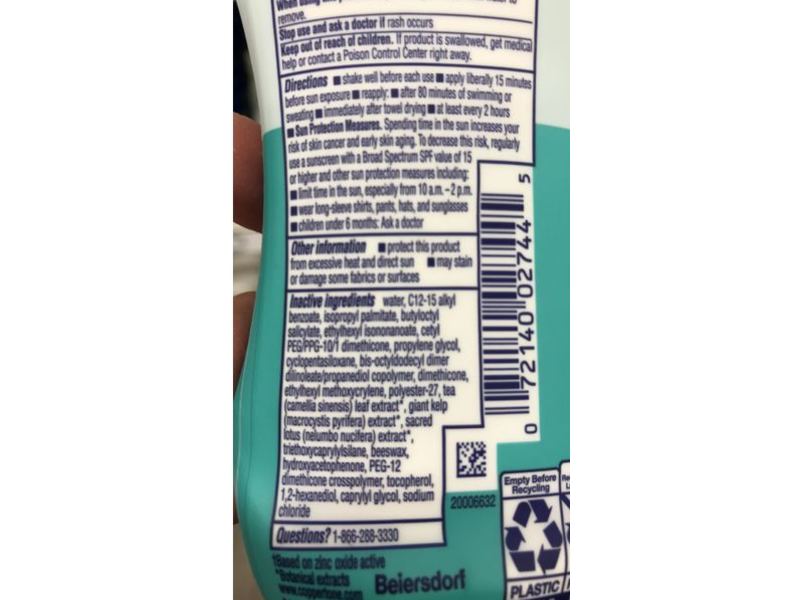 remove.
Stop use and ask a doctor if rash occurs
Keep out of reach of children. If product is swallowed, get medical
help or contact a Poison Control Center right away.
Directions ■ shake well before each use ■ apply liberally 15 minutes
before sun exposure ■ reapply: ■ after 80 minutes of swimming or
sweating ■ immediately after towel drying ■ at least every 2 hours
■ Sun Protection Measures. Spending time in the sun increases your
risk of skin cancer and early skin aging. To decrease this risk, regularly
use a sunscreen with a Broad Spectrum SPF value of 15
or higher and other sun protection measures including:
■ limit time in the sun, especially from 10 a.m. – 2 p.m.
■ wear long-sleeve shirts, pants, hats, and sunglasses
■ children under 6 months: Ask a doctor
Other information ■ protect this product
from excessive heat and direct sun ■ may stain
or damage some fabrics or surfaces
Inactive ingredients water, C12-15 alkyl
benzoate, isopropyl palmitate, butyloctyl
salicylate, ethylhexyl isononanoate, cetyl
PEG/PPG-10/1 dimethicone, propylene glycol,
cyclopentasiloxane, bis-octyldodecyl dimer
dilinoleate/propanediol copolymer, dimethicone,
ethylhexyl methoxycrylene, polyester-27, tea
(camellia sinensis) leaf extract*, giant kelp
(macrocystis pyrifera) extract*, sacred
lotus (nelumbo nucifera) extract*,
triethoxycaprylylsilane, beeswax,
hydroxyacetophenone, PEG-12
dimethicone crosspolymer, tocopherol,
1,2-hexanediol, caprylyl glycol, sodium
chloride
Questions? 1-866-288-3330
†Based on zinc oxide active
*Botanical extracts
www.coppertone.com
Beiersdorf
0 72140 02744 5
20006632
Empty Before
Recycling
PLASTIC